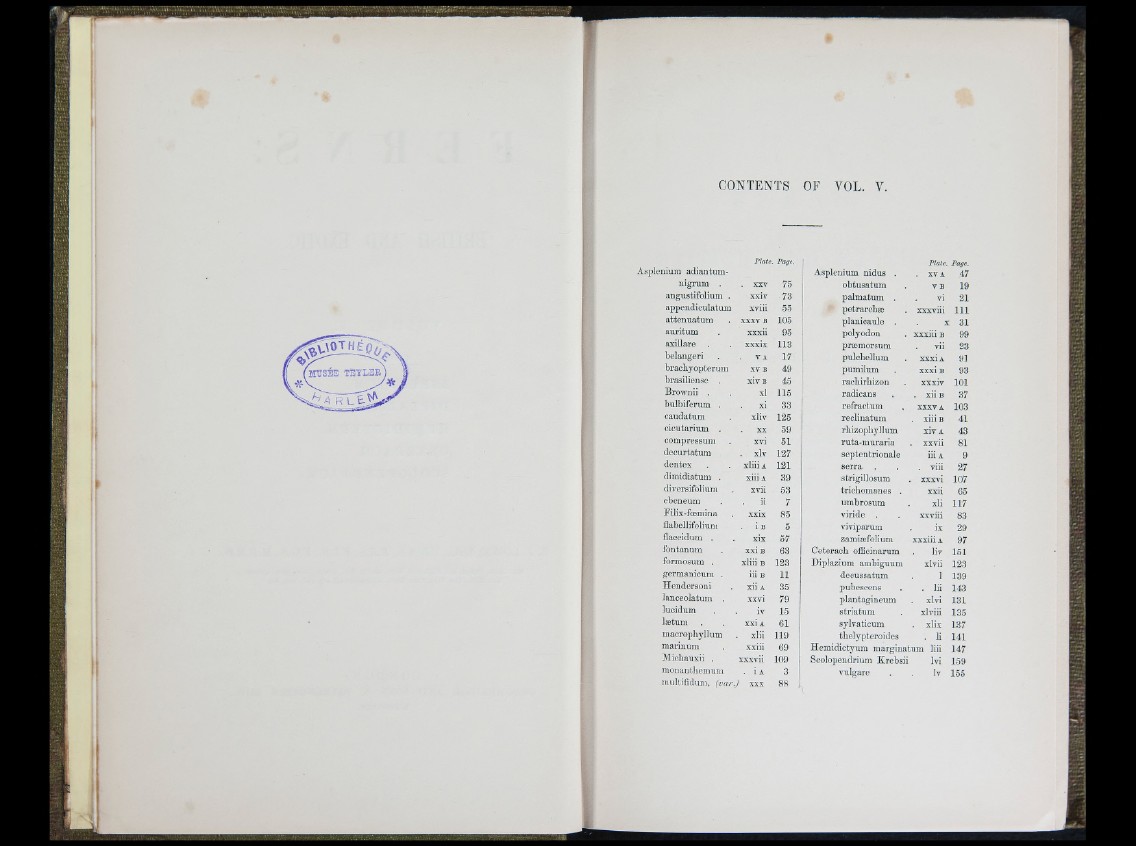 BIBLIOTHÉQUE
MUSÉE TEYLER
HARLEM
CONTENTS OF VOL. V.
Plate. Page.
Asplenium adiantum-
nigrum . . xxv 75
angustifolium . xxiv 73
appendiculatum xviii 55
attenuatum . xxxv B 105
auritum . xxxii 95
axillare . . xxxix 113
belangeri . v A 17
brachyopterum xv B 49
brasiliense . xiv B 45
Brownii . . xl 115
bulbiferum . . xi 33
caudatum . xliv 125
cicutarium . . xx 59
compressum . xvi 51
decurtatum . xlv 127
dentex . . xliii A 121
dimidiatum . xiii A 39
diversifolium . xvii 53
ebeneum . . ii 7
Filix-fœmina . xxix 85
flabellifolium . i B 5
flaccidum . . xix 57
fontanum . xxi B 63
formosum . xliii B 123
germanicum . iii B 11
Hendersoni . xii A 35
lanceolatum . xxvi 79
lucidum . . iv 15
lætum . . xxi A 61
macrophyllum . xlii 119
marinum . xxiii 69
Michauxii . xxxvii 109
monanthemum . i A 3
multifidum, (var.) xxx 88
Plate. Page.
Asplenium nidus . . xv A 47
obtusatum . v B 19
palmatum . . vi 21
petrarchæ . xxxviii 111
planicaule . . x 31
polyodon . xxxiii B 99
præmorsum . vii 23
pulchellum . xxxi A 91
pumilum . xxxi B 93
rachirhizon . xxxiv 101
radicans . . xii B 37
refractum . xxxv A 103
reclinatum . xiii B 41
rhizophyllum xiv A 43
ruta-muraria . xxvii 81
septentrionale iii A 9
serra . . . viii 27
strigillosum . xxxvi 107
trichomanes . xxii 65
umbrosum . xli 117
viride . . xxviii 83
viviparum . ix 29
zamiæfolium xxxiii A 97
Ceterach officinarum . liv 151
Diplazium ambiguum xlvii 123
decussatum . l 139
pubescens . . lii 143
plantagineum . xlvi 131
striatum . xlviii 135
sylvaticum . xlix 137
thelypteroides . li 141
Hemidictyum marginatum liii 147
Scolopendrium Krebsii lvi 159
vulgare . . lv 155